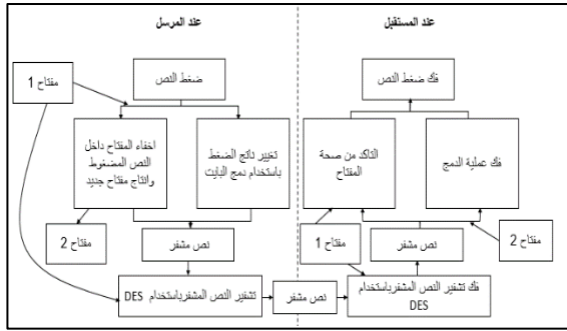 عند المرسل
عند المستقبل
مفتاح 1
ضغط النص
فك ضغط النص
اخفاء المفتاح داخل
النص المضغوط
وانتاج مفتاح جديد
تغيير ناتج الضغط
باستخدام دمج البايت
التاكد من صحة
المفتاح
فك عملية الدمج
مفتاح 2
نص مشفر
مفتاح 1
نص مشفر
مفتاح 2
تشفير النص المشفرباستخدام DES
نص مشفر
فك تشفير النص المشفرباستخدام
DES